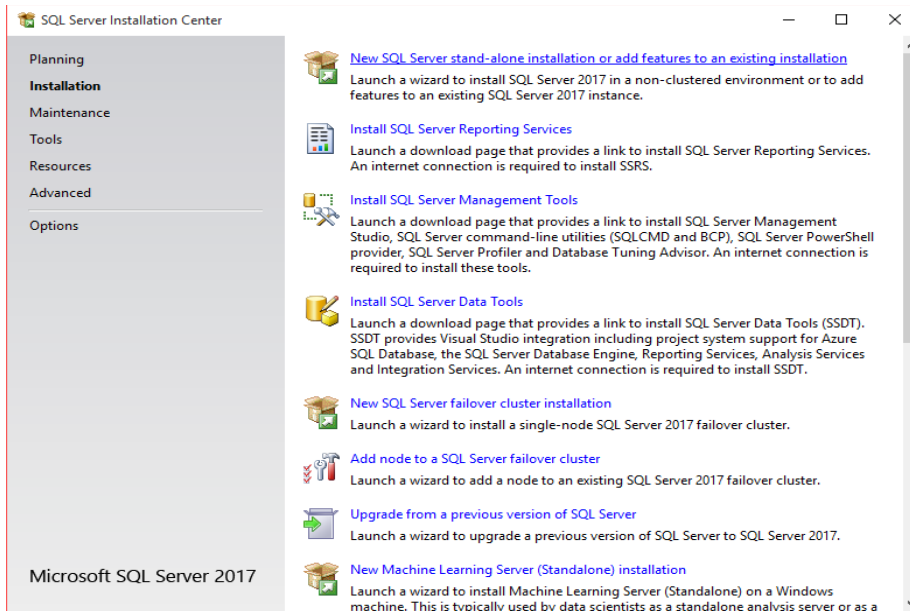 SQL Server Installation Center
Planning
Installation
Maintenance
Tools
Resources
Advanced
Options
Microsoft SQL Server 2017
New SQL Server stand-alone installation or add features to an existing installation
Launch a wizard to install SQL Server 2017 in a non-clustered environment or to add
features to an existing SQL Server 2017 instance.
Install SQL Server Reporting Services
Launch a download page that provides a link to install SQL Server Reporting Services.
An internet connection is required to install SSRS.
Install SQL Server Management Tools
Launch a download page that provides a link to install SQL Server Management
Studio, SQL Server command-line utilities (SQLCMD and BCP), SQL Server PowerShell
provider, SQL Server Profiler and Database Tuning Advisor. An internet connection is
required to install these tools.
Install SQL Server Data Tools
Launch a download page that provides a link to install SQL Server Data Tools (SSDT).
SSDT provides Visual Studio integration including project system support for Azure
SQL Database, the SQL Server Database Engine, Reporting Services, Analysis Services
and Integration Services. An internet connection is required to install SSDT.
New SQL Server failover cluster installation
Launch a wizard to install a single-node SQL Server 2017 failover cluster.
Add node to a SQL Server failover cluster
Launch a wizard to add a node to an existing SQL Server 2017 failover cluster.
Upgrade from a previous version of SQL Server
Launch a wizard to upgrade a previous version of SQL Server to SQL Server 2017.
New Machine Learning Server (Standalone) installation
Launch a wizard to install Machine Learning Server (Standalone) on a Windows
machine. This is typically used by data scientists as a standalone analysis server or as a